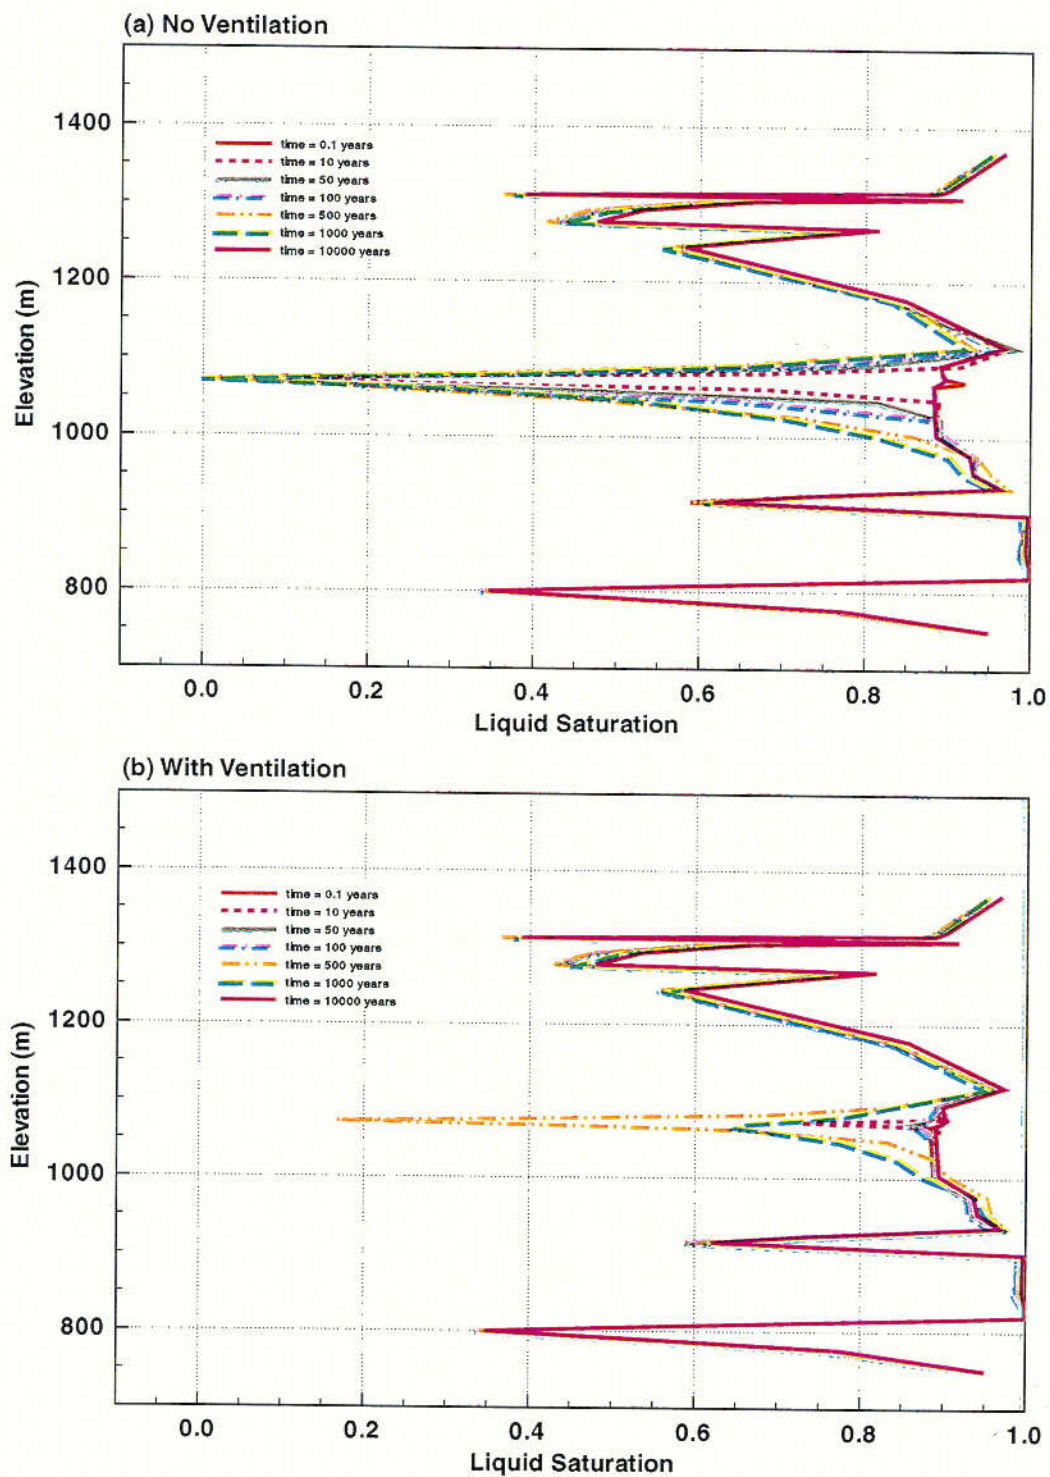 (a) No Ventilation
1400
1200
1000
800
Elevation (m)
time = 0.1 years
time = 10 years
time = 50 years
time = 100 years
time = 500 years
time = 1000 years
time = 10000 years
0.0 0.2 0.4 0.6 0.8 1.0
Liquid Saturation
(b) With Ventilation
1400
1200
1000
800
Elevation (m)
time = 0.1 years
time = 10 years
time = 50 years
time = 100 years
time = 500 years
time = 1000 years
time = 10000 years
0.0 0.2 0.4 0.6 0.8 1.0
Liquid Saturation